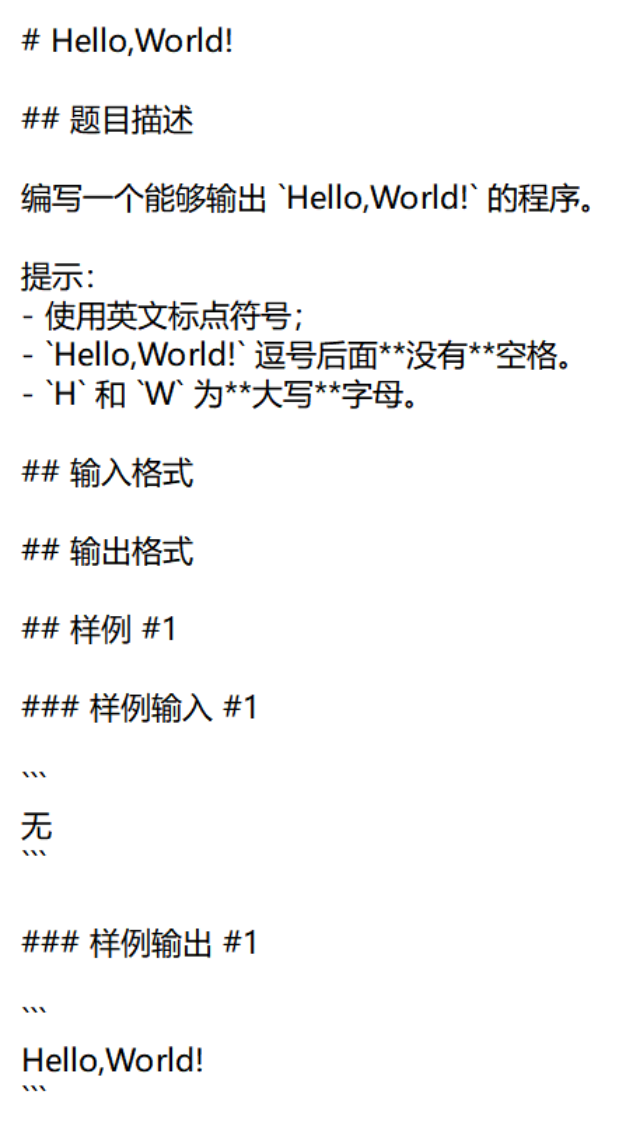 # Hello,World!
## 题目描述
编写一个能够输出 `Hello,World!` 的程序。
提示：
- 使用英文标点符号；
- `Hello,World!` 逗号后面**没有**空格。
- `H` 和 `W` 为**大写**字母。
## 输入格式
## 输出格式
## 样例 #1
### 样例输入 #1
```
无
```
### 样例输出 #1
```
Hello,World!
```